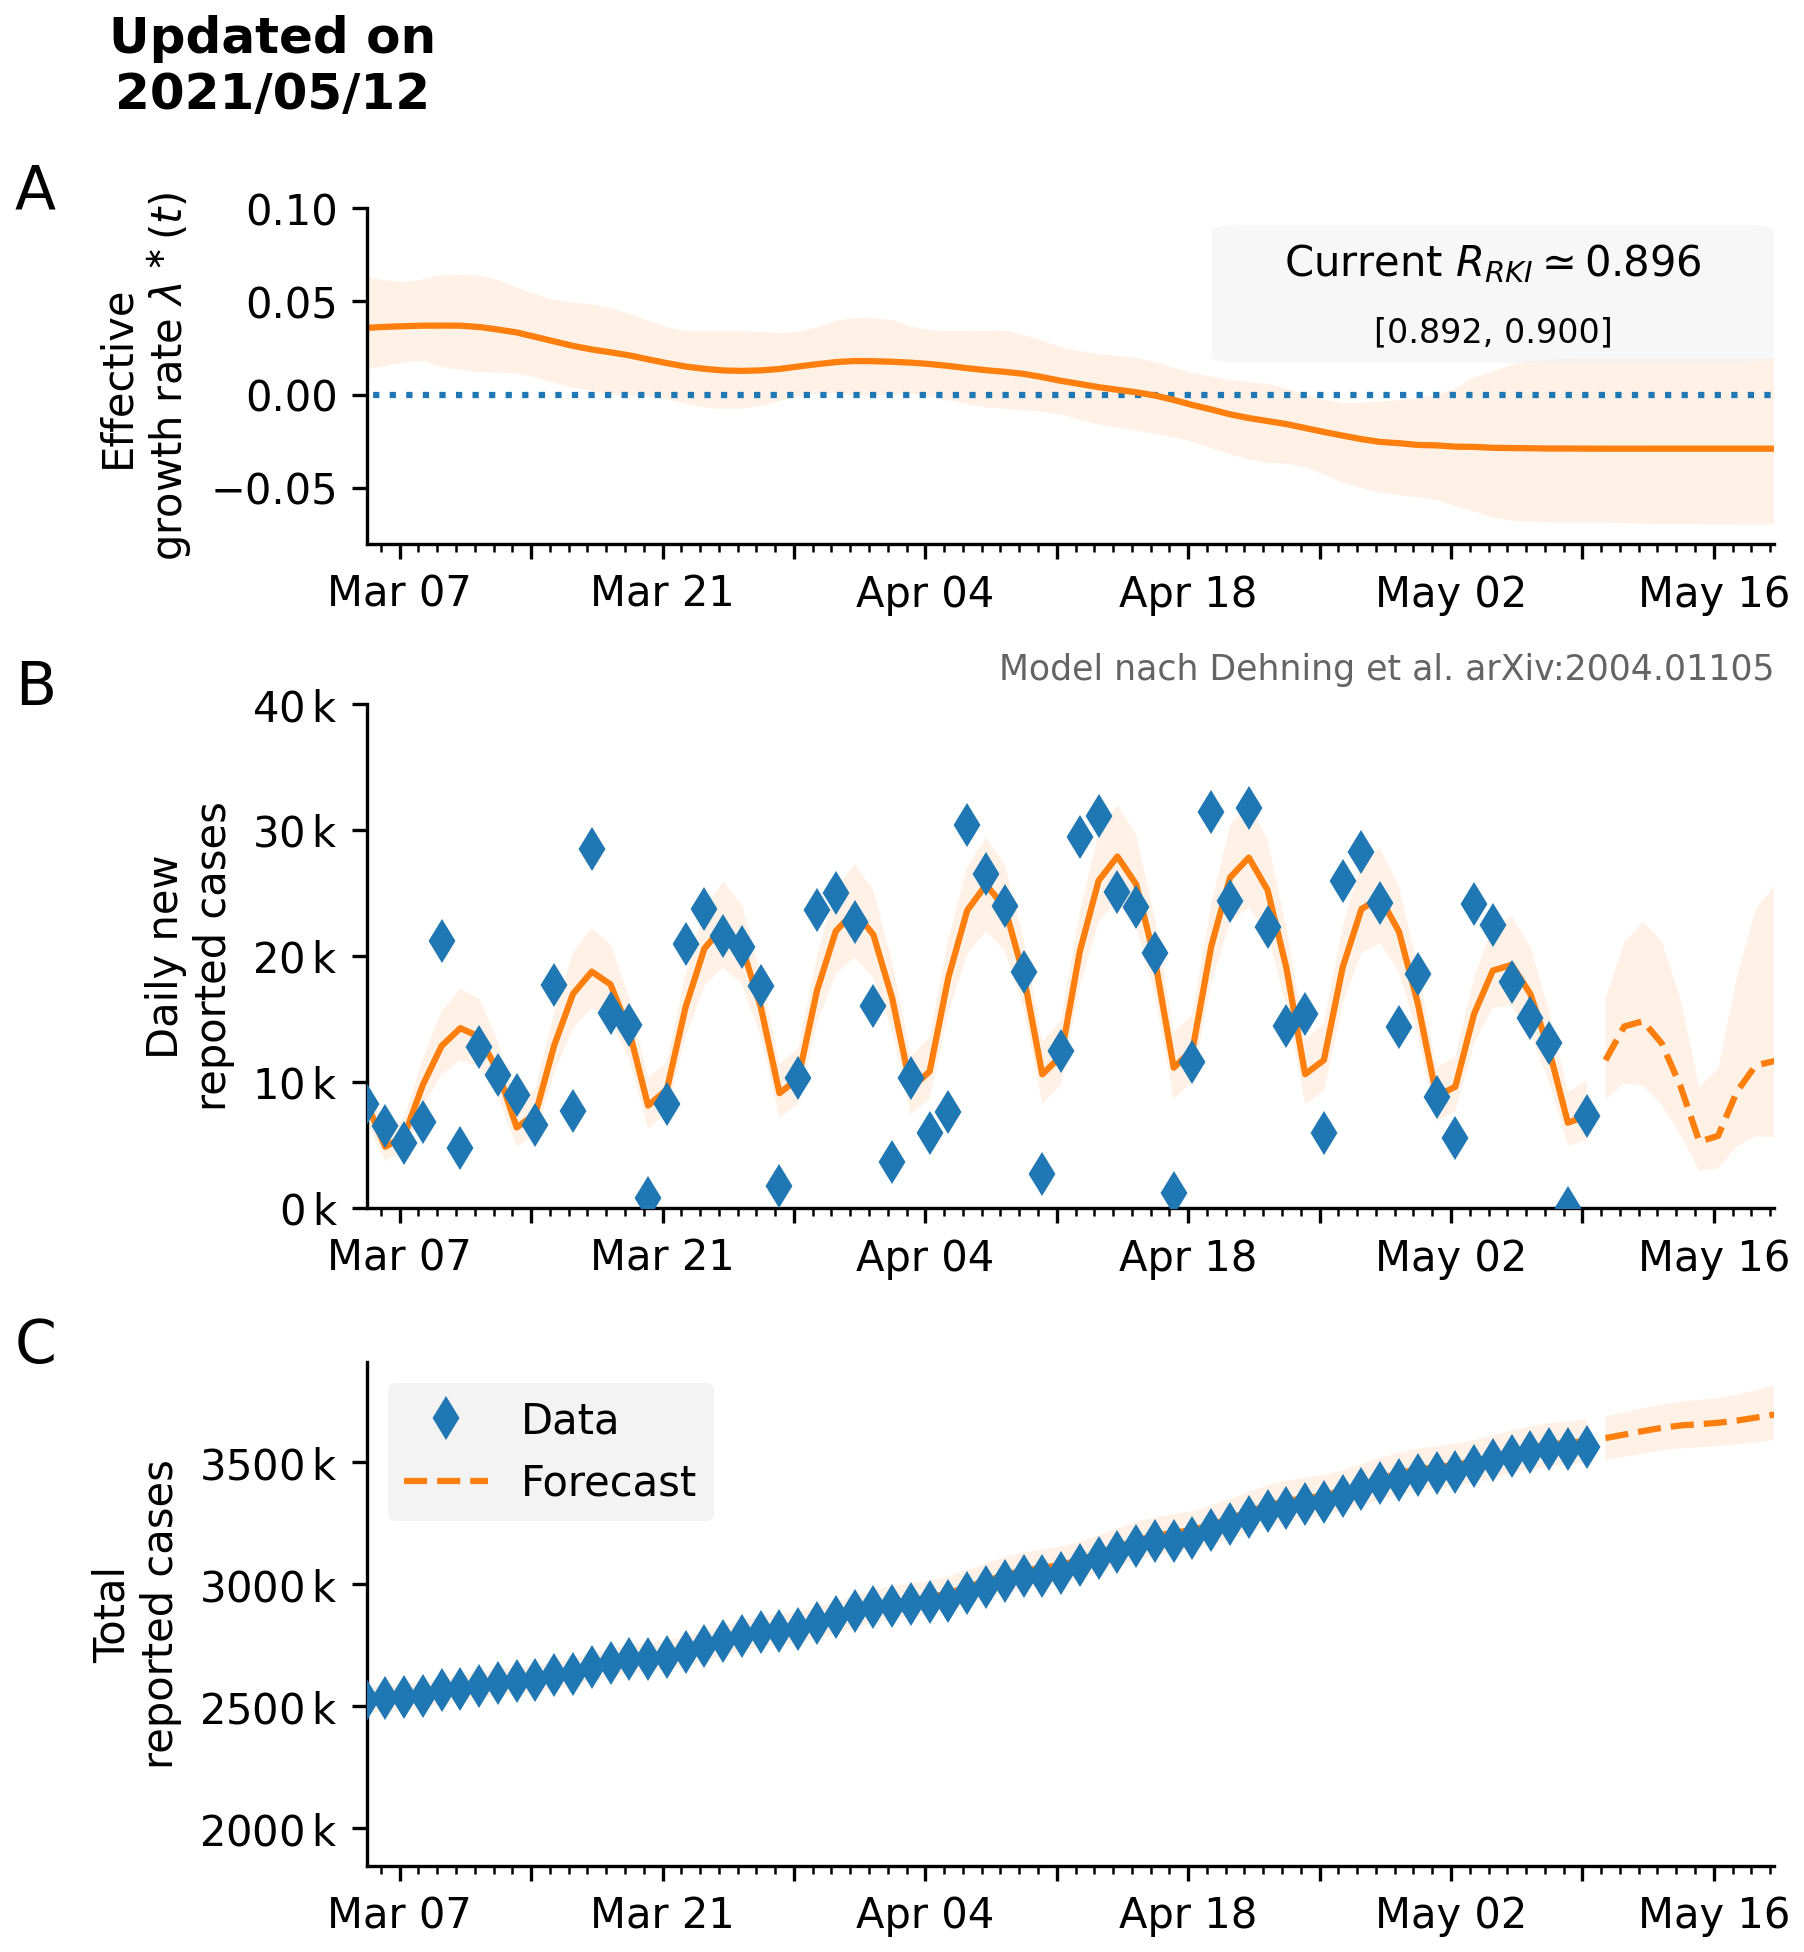 Updated on
2021/05/12
A
Effective
growth rate λ * (t)
0.10
0.05
0.00
−0.05
Current R_RKI ≃ 0.896
[0.892, 0.900]
Mar 07 Mar 21 Apr 04 Apr 18 May 02 May 16
Model nach Dehning et al. arXiv:2004.01105
B
Daily new
reported cases
40 k
30 k
20 k
10 k
0 k
Mar 07 Mar 21 Apr 04 Apr 18 May 02 May 16
C
Total
reported cases
Data
Forecast
3500 k
3000 k
2500 k
2000 k
Mar 07 Mar 21 Apr 04 Apr 18 May 02 May 16